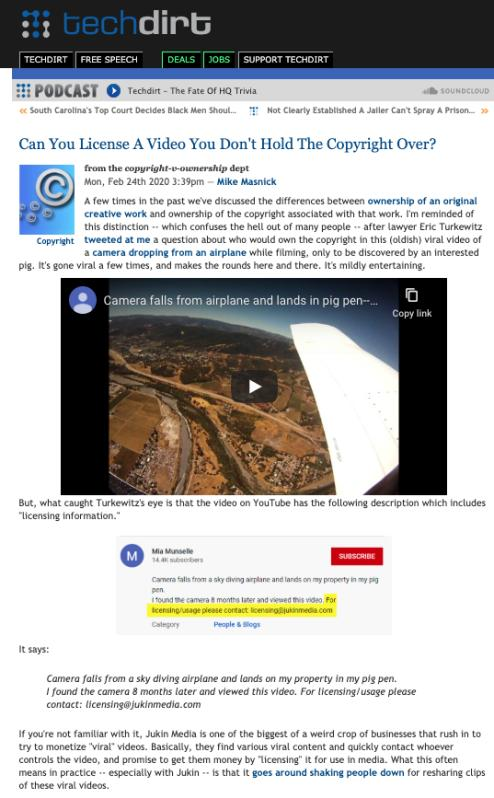 techdirt
TECHDIRT FREE SPEECH DEALS JOBS SUPPORT TECHDIRT
PODCAST Techdirt - The Fate Of HQ Trivia SOUNDCLOUD
<< South Carolina's Top Court Decides Black Men Shoul... Not Clearly Established A Jailer Can't Spray A Prison... >>
Can You License A Video You Don't Hold The Copyright Over?
from the copyright-v-ownership dept
Mon, Feb 24th 2020 3:39pm — Mike Masnick
A few times in the past we've discussed the differences between ownership of an original
creative work and ownership of the copyright associated with that work. I'm reminded of
this distinction -- which confuses the hell out of many people -- after lawyer Eric Turkewitz
Copyright tweeted at me a question about who would own the copyright in this (oldish) viral video of
a camera dropping from an airplane while filming, only to be discovered by an interested
pig. It's gone viral a few times, and makes the rounds here and there. It's mildly entertaining.
Camera falls from airplane and lands in pig pen--...
Copy link
But, what caught Turkewitz's eye is that the video on YouTube has the following description which includes
"licensing information."
M Mia Munselle
14.4K subscribers
SUBSCRIBE
Camera falls from a sky diving airplane and lands on my property in my pig
pen.
I found the camera 8 months later and viewed this video. For
licensing/usage please contact: licensing@jukinmedia.com
Category People & Blogs
It says:
Camera falls from a sky diving airplane and lands on my property in my pig pen.
I found the camera 8 months later and viewed this video. For licensing/usage please
contact: licensing@jukinmedia.com
If you're not familiar with it, Jukin Media is one of the biggest of a weird crop of businesses that rush in to
try to monetize "viral" videos. Basically, they find various viral content and quickly contact whoever
controls the video, and promise to get them money by "licensing" it for use in media. What this often
means in practice -- especially with Jukin -- is that it goes around shaking people down for resharing clips
of these viral videos.